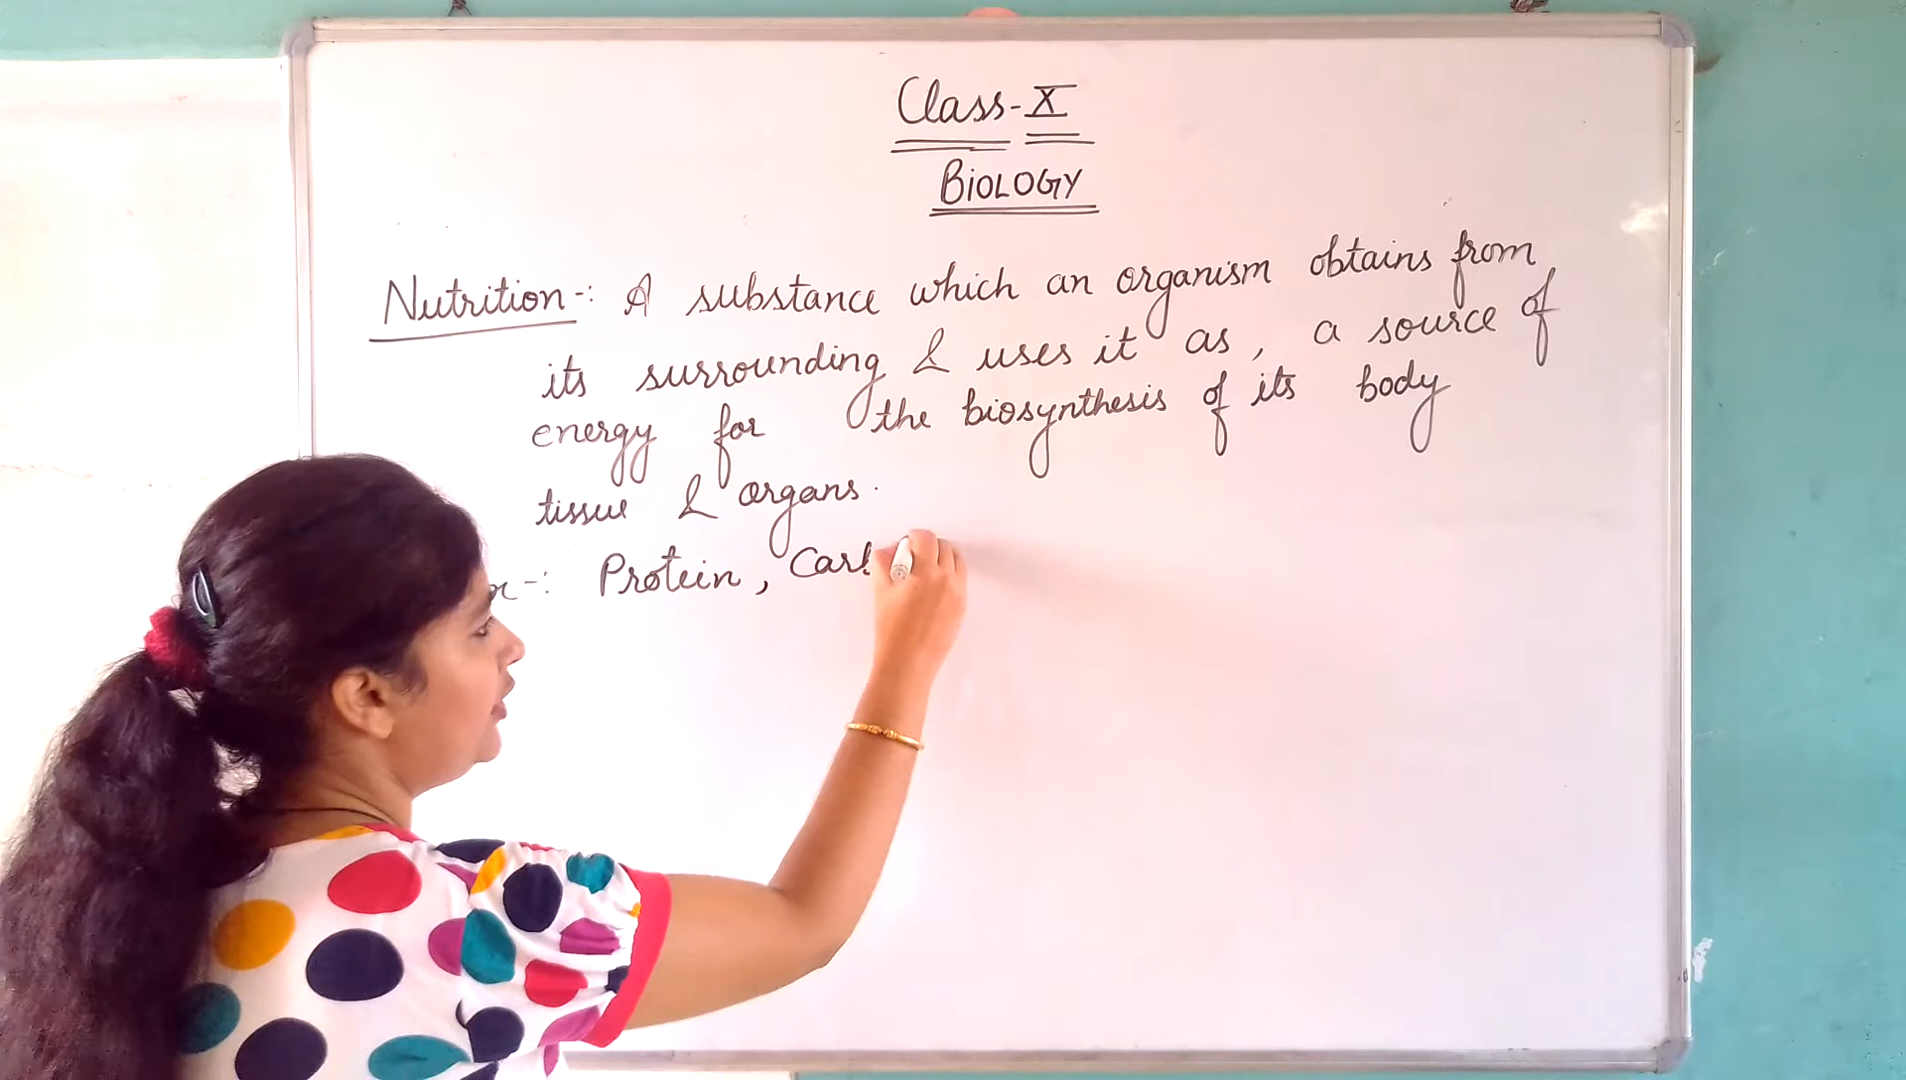 Class-X
BiOLOGY
Nutrition-: A substance which an organism obtains from
its surrounding & uses it as, a source of
energy for the biosynthesis of its body
tissue & organs.
x-: Protein, Carb